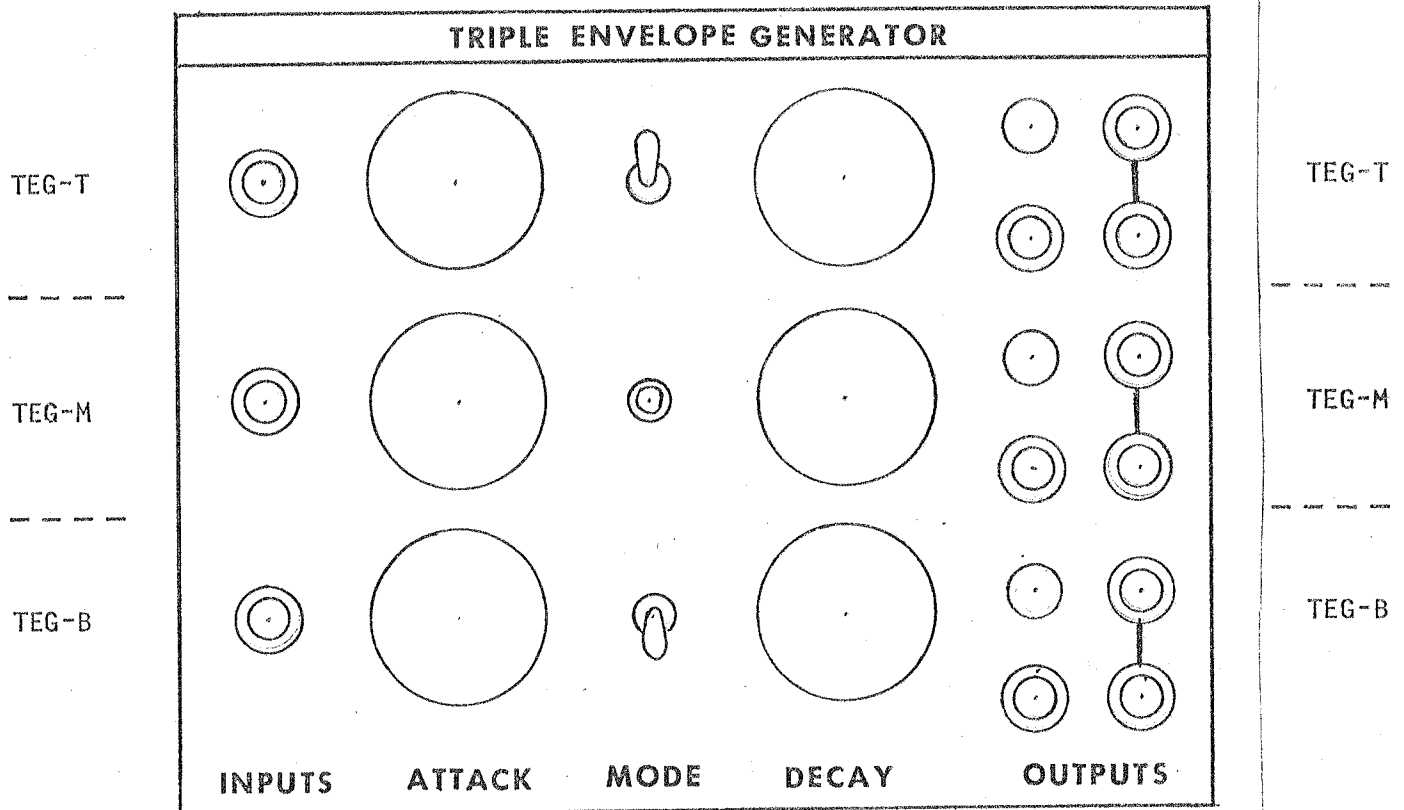 TRIPLE ENVELOPE GENERATOR
TEG-T
TEG-T
TEG-M
TEG-M
TEG-B
TEG-B
INPUTS ATTACK MODE DECAY OUTPUTS